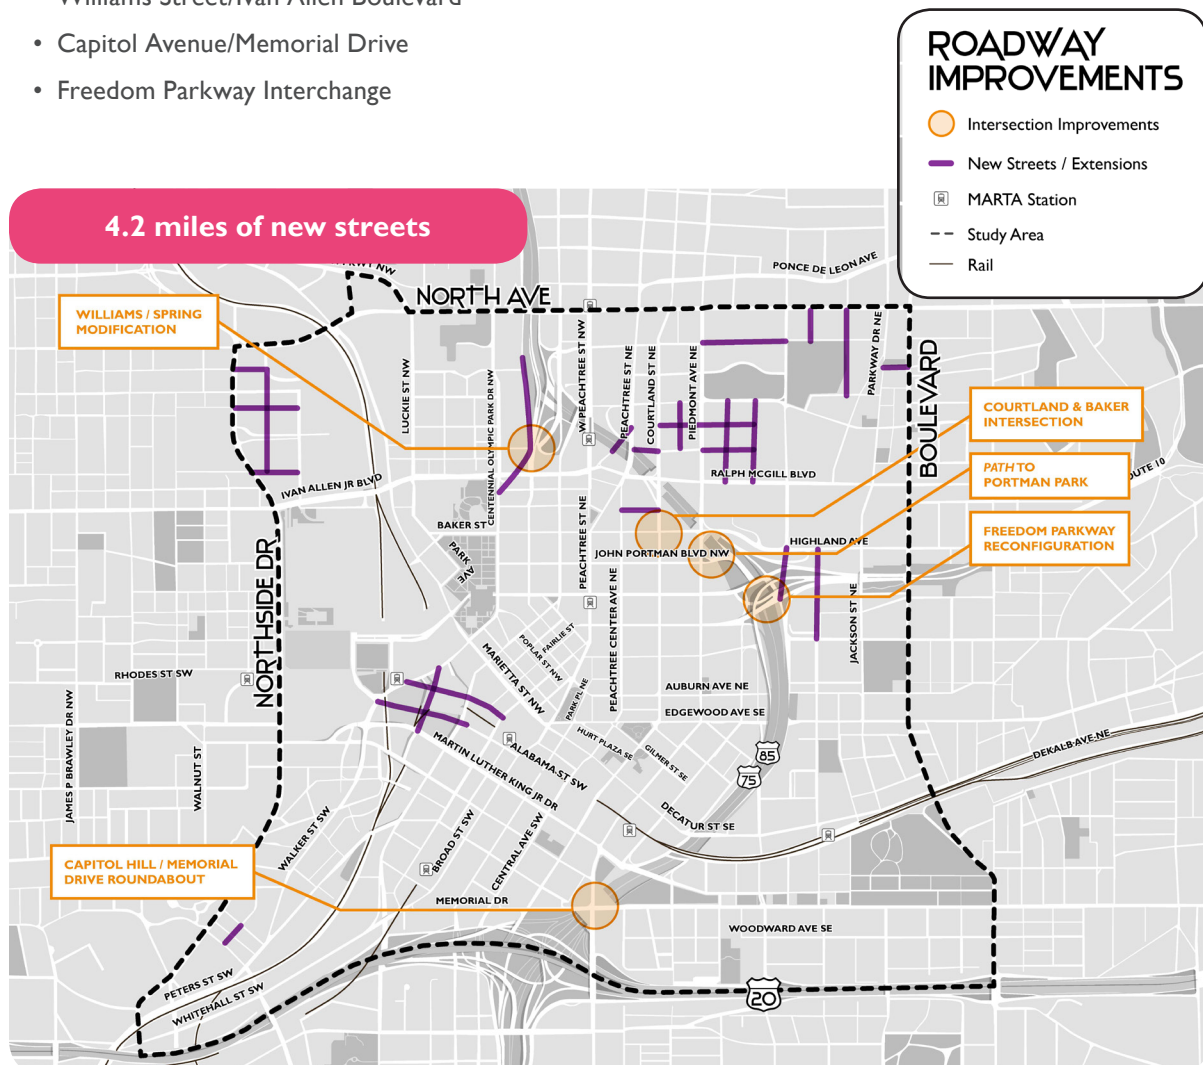 Williams Street/Ivan Allen Boulevard
• Capitol Avenue/Memorial Drive
• Freedom Parkway Interchange
ROADWAY
IMPROVEMENTS
Intersection Improvements
New Streets / Extensions
MARTA Station
Study Area
Rail
4.2 miles of new streets
NW
PONCE DE LEON AVE
NORTH AVE
WILLIAMS / SPRING
MODIFICATION
LUCKIE ST NW
CENTENNIAL OLYMPIC PARK DR NW
W PEACHTREE ST NW
PEACHTREE ST NE
COURTLAND ST NE
PIEDMONT AVE NE
PARKWAY DR NE
BOULEVARD
COURTLAND & BAKER
INTERSECTION
PATH TO
PORTMAN PARK
ROUTE 10
FREEDOM PARKWAY
RECONFIGURATION
IVAN ALLEN JR BLVD
RALPH MCGILL BLVD
BAKER ST
PARK AVE
PEACHTREE ST NE
JOHN PORTMAN BLVD NW
HIGHLAND AVE
NORTHSIDE DR
PEACHTREE CENTER AVE NE
JACKSON ST NE
FAIRLIE ST
POPLAR ST NW
MARIETTA ST NW
PARK PL NE
RHODES ST SW
AUBURN AVE NE
EDGEWOOD AVE SE
JAMES P BRAWLEY DR NW
WALNUT ST
HURT PLAZA SE
GILMER ST SE
ALABAMA ST SW
MARTIN LUTHER KING JR DR
85
75
DEKALB AVE NE
DECATUR ST SE
WALKER ST SW
BROAD ST SW
CENTRAL AVE SW
CAPITOL HILL / MEMORIAL
DRIVE ROUNDABOUT
MEMORIAL DR
WOODWARD AVE SE
PETERS ST SW
WHITEHALL ST SW
20